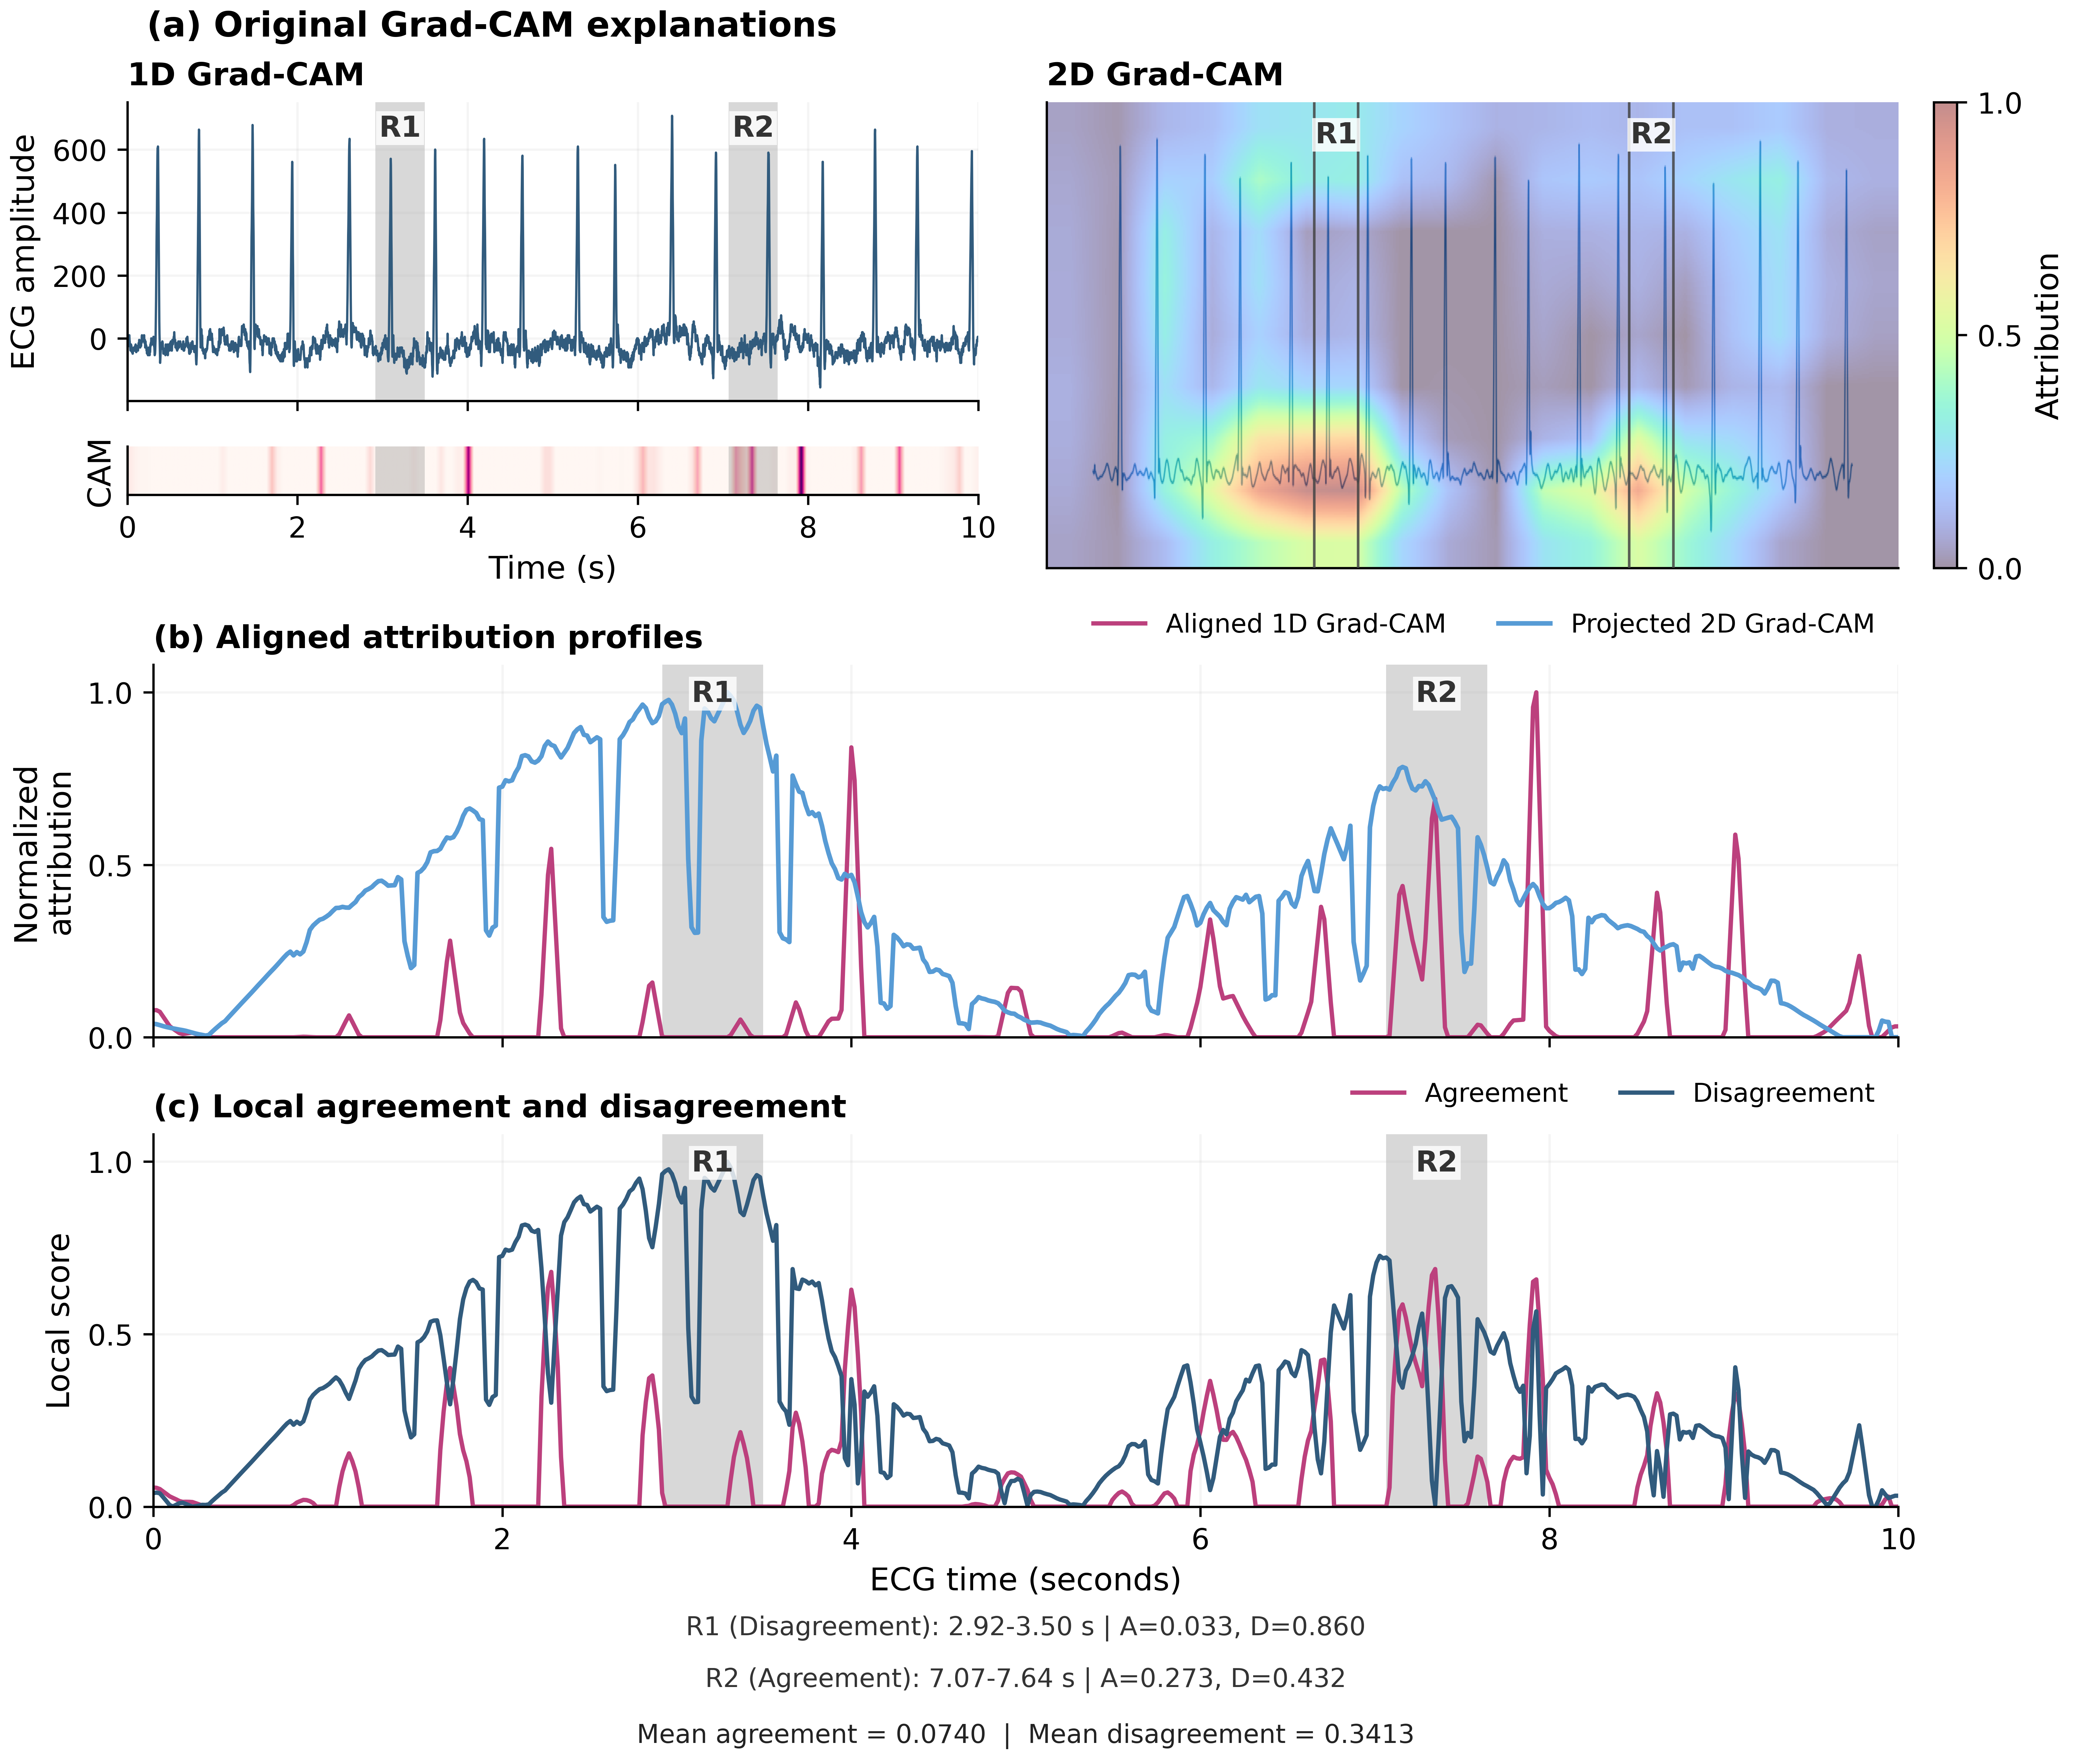 (a) Original Grad-CAM explanations
1D Grad-CAM
2D Grad-CAM
R1
R2
600
400
200
0
ECG amplitude
CAM
0
2
4
6
8
10
Time (s)
R1
R2
1.0
0.5
0.0
Attribution
(b) Aligned attribution profiles
Aligned 1D Grad-CAM
Projected 2D Grad-CAM
R1
R2
1.0
0.5
0.0
Normalized
attribution
(c) Local agreement and disagreement
Agreement
Disagreement
R1
R2
1.0
0.5
0.0
Local score
0
2
4
6
8
10
ECG time (seconds)
R1 (Disagreement): 2.92-3.50 s | A=0.033, D=0.860
R2 (Agreement): 7.07-7.64 s | A=0.273, D=0.432
Mean agreement = 0.0740 | Mean disagreement = 0.3413